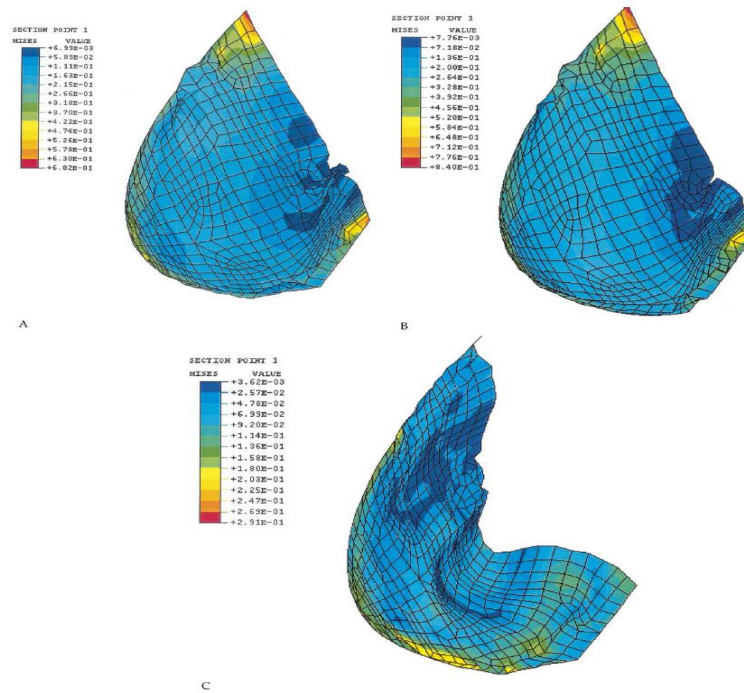 SECTION POINT 1
MISES VALUE
+6.99E-03
+5.89E-02
+1.11E-01
+1.63E-01
+2.15E-01
+2.66E-01
+3.18E-01
+3.70E-01
+4.22E-01
+4.74E-01
+5.26E-01
+5.78E-01
+6.30E-01
+6.82E-01
A
SECTION POINT 1
MISES VALUE
+7.76E-03
+7.18E-02
+1.36E-01
+2.00E-01
+2.64E-01
+3.28E-01
+3.92E-01
+4.56E-01
+5.20E-01
+5.84E-01
+6.48E-01
+7.12E-01
+7.76E-01
+8.40E-01
B
SECTION POINT 1
MISES VALUE
+3.62E-03
+2.57E-02
+4.78E-02
+6.99E-02
+9.20E-02
+1.14E-01
+1.36E-01
+1.58E-01
+1.80E-01
+2.03E-01
+2.25E-01
+2.47E-01
+2.69E-01
+2.91E-01
C